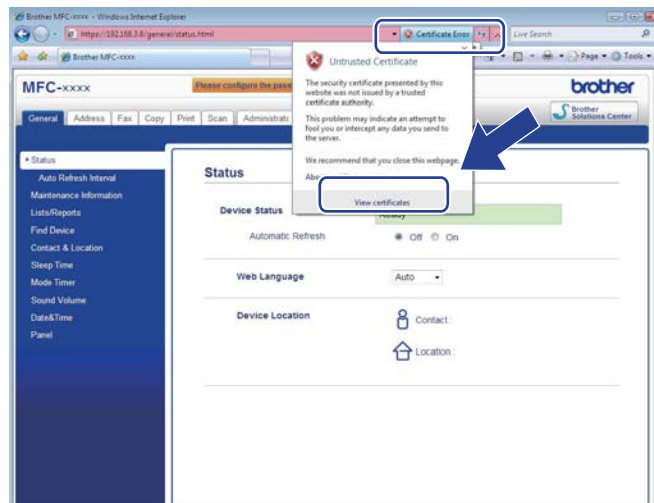 Brother MFC-xxxx - Windows Internet Explorer
https://192.168.3.8/general/status.html
Certificate Error
Live Search
Brother MFC-xxxx
Page
Tools
MFC-xxxx
Please configure the pass
brother
General
Address
Fax
Copy
Print
Scan
Administrat
Brother
Solutions Center
Untrusted Certificate
The security certificate presented by this
website was not issued by a trusted
certificate authority.
This problem may indicate an attempt to
fool you or intercept any data you send to
the server.
We recommend that you close this webpage.
View certificates
Status
Auto Refresh Interval
Maintenance Information
Lists/Reports
Find Device
Contact & Location
Sleep Time
Mode Timer
Sound Volume
Date&Time
Panel
Status
Device Status
Ready
Automatic Refresh
Off
On
Web Language
Auto
Device Location
Contact :
Location :